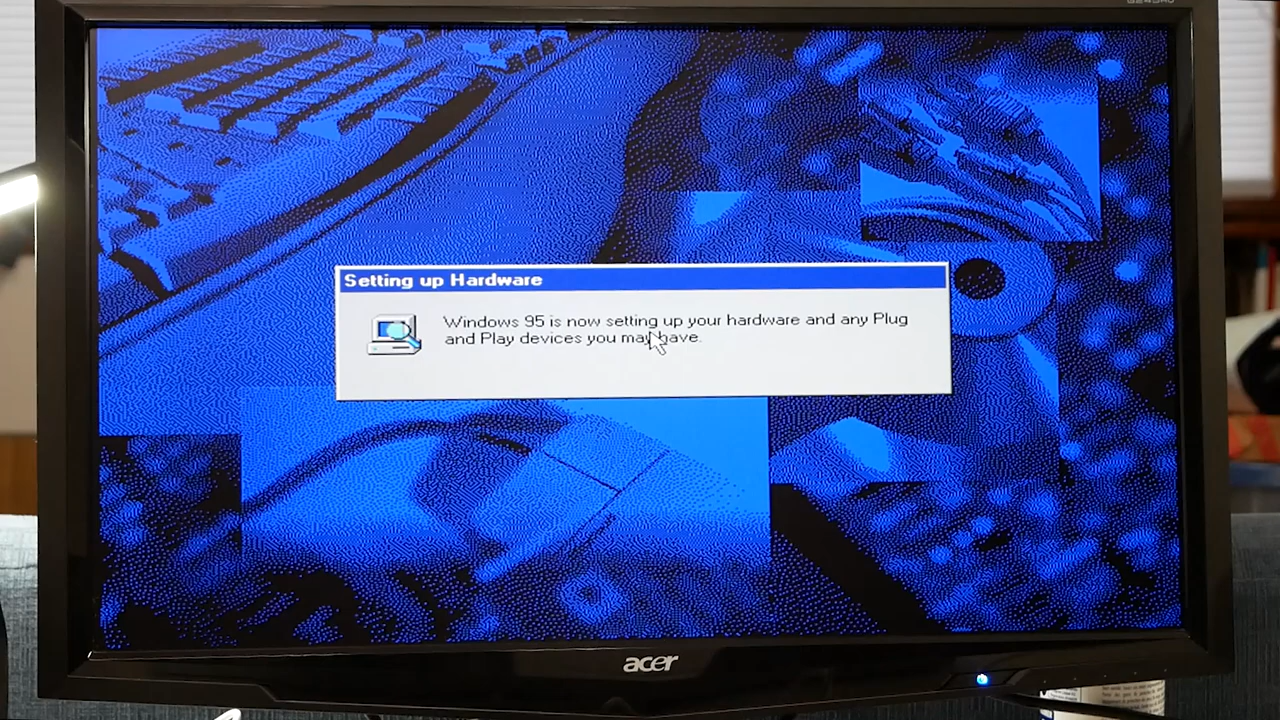 Setting up Hardware
Windows 95 is now setting up your hardware and any Plug
and Play devices you may have.
acer